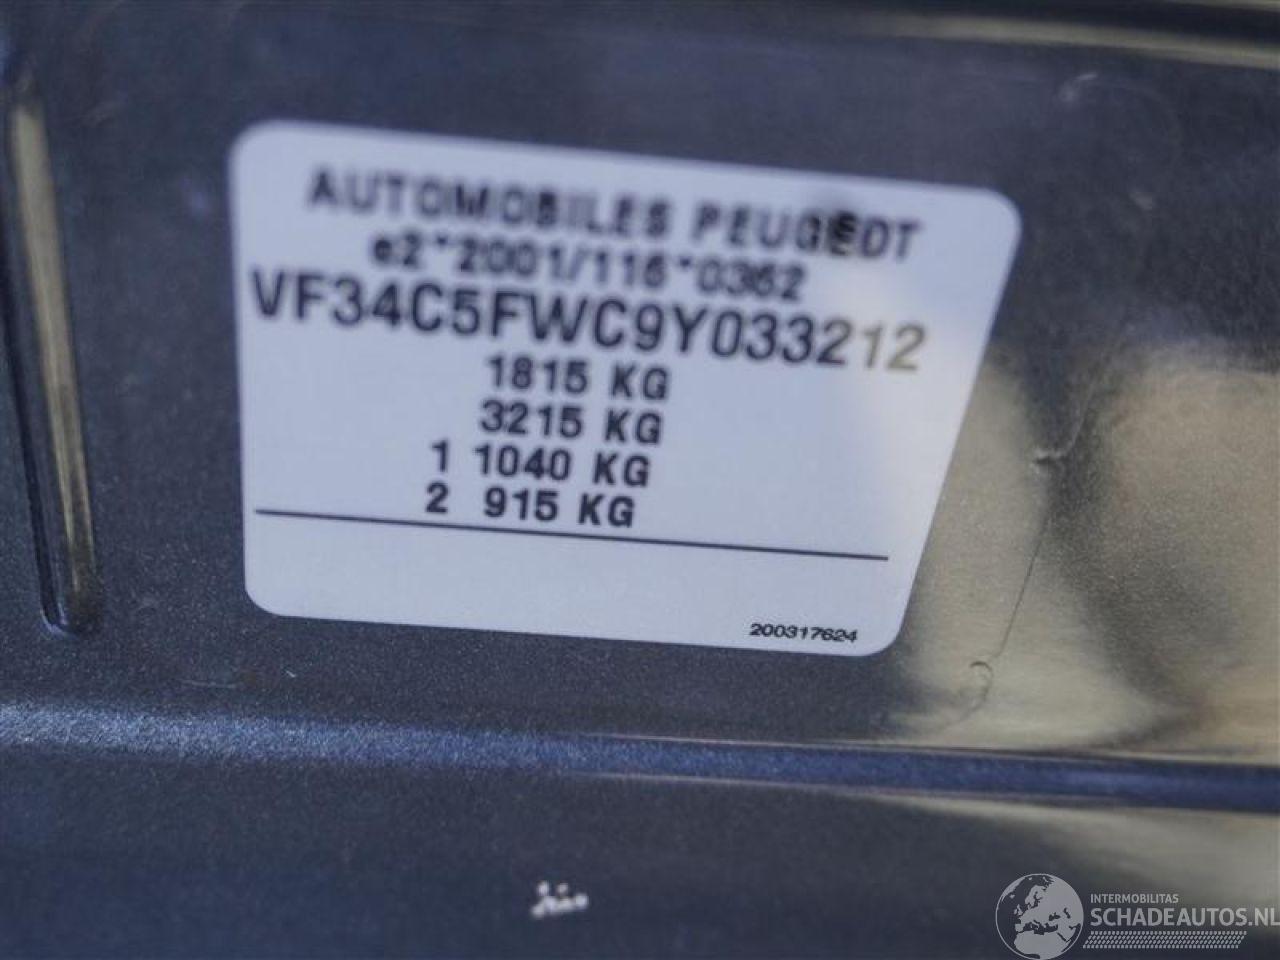 AUTOMOBILES PEUGEOT
e2*2001/116*0362
VF34C5FWC9Y033212
1815 KG
3215 KG
1 1040 KG
2 915 KG
200317624
INTERMOBILITAS
SCHADEAUTOS.NL